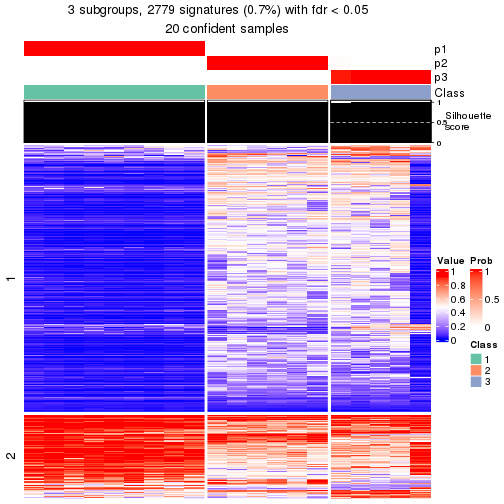 3 subgroups, 2779 signatures (0.7%) with fdr < 0.05
20 confident samples
p1
p2
p3
Class
1
0.5
0
Silhouette
score
1
2
Value
1
0.8
0.6
0.4
0.2
0
Prob
1
0.5
0
Class
1
2
3